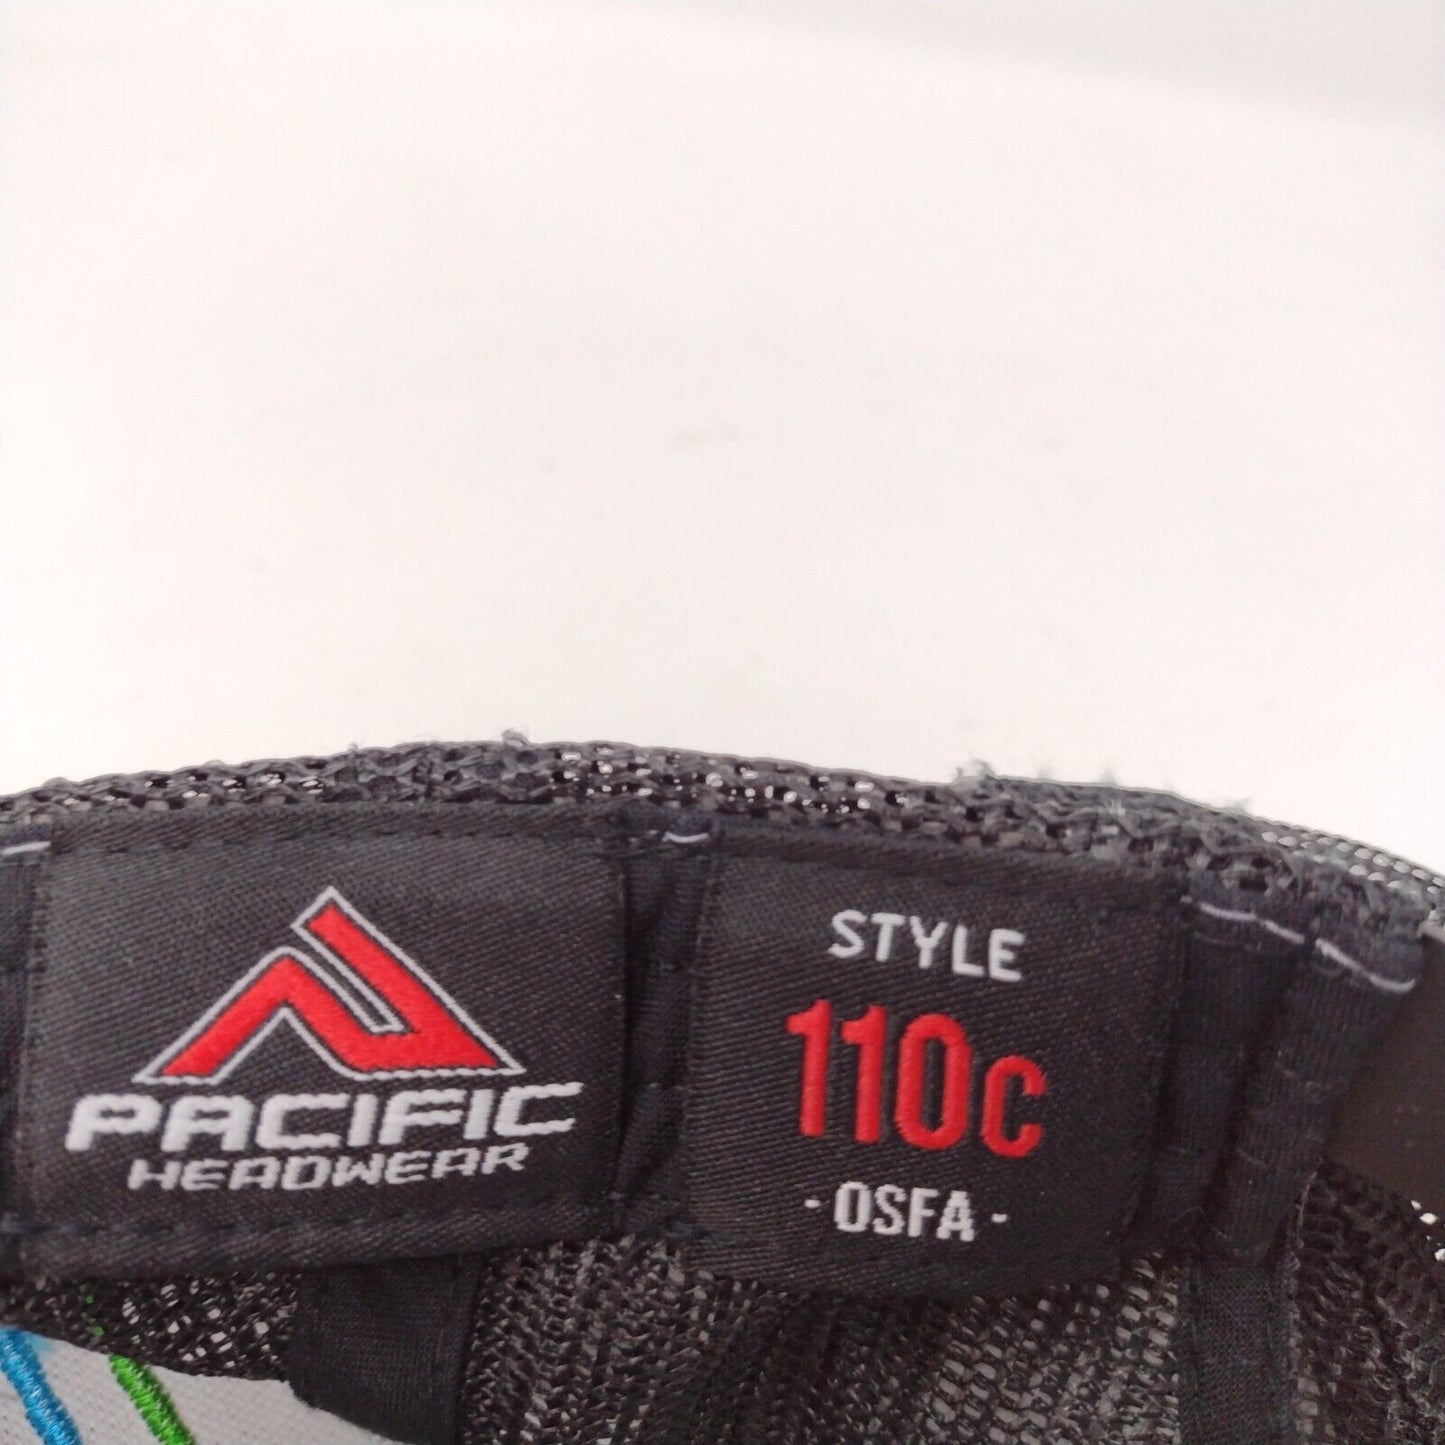 PACIFIC
HEADWEAR
STYLE
110c
-OSFA-